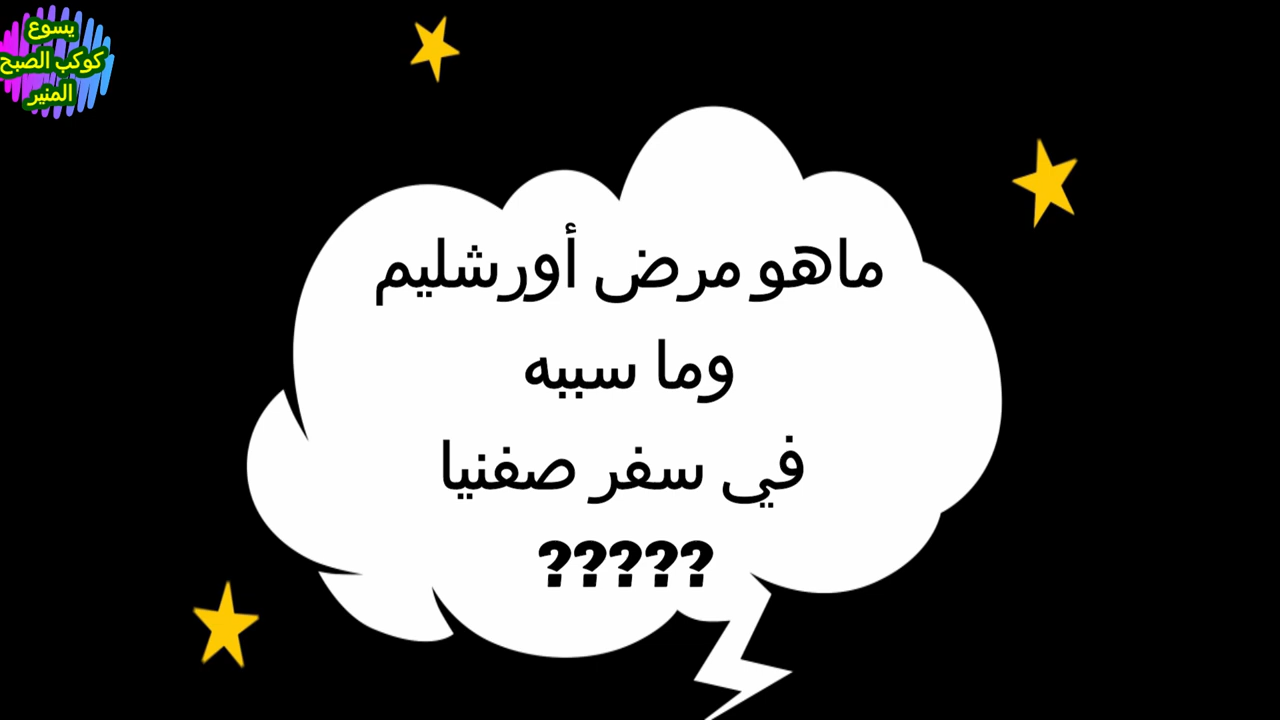 يسوع
كوكب الصبح
المنير
ماهو مرض أورشليم
وما سببه
في سفر صفنيا
?????